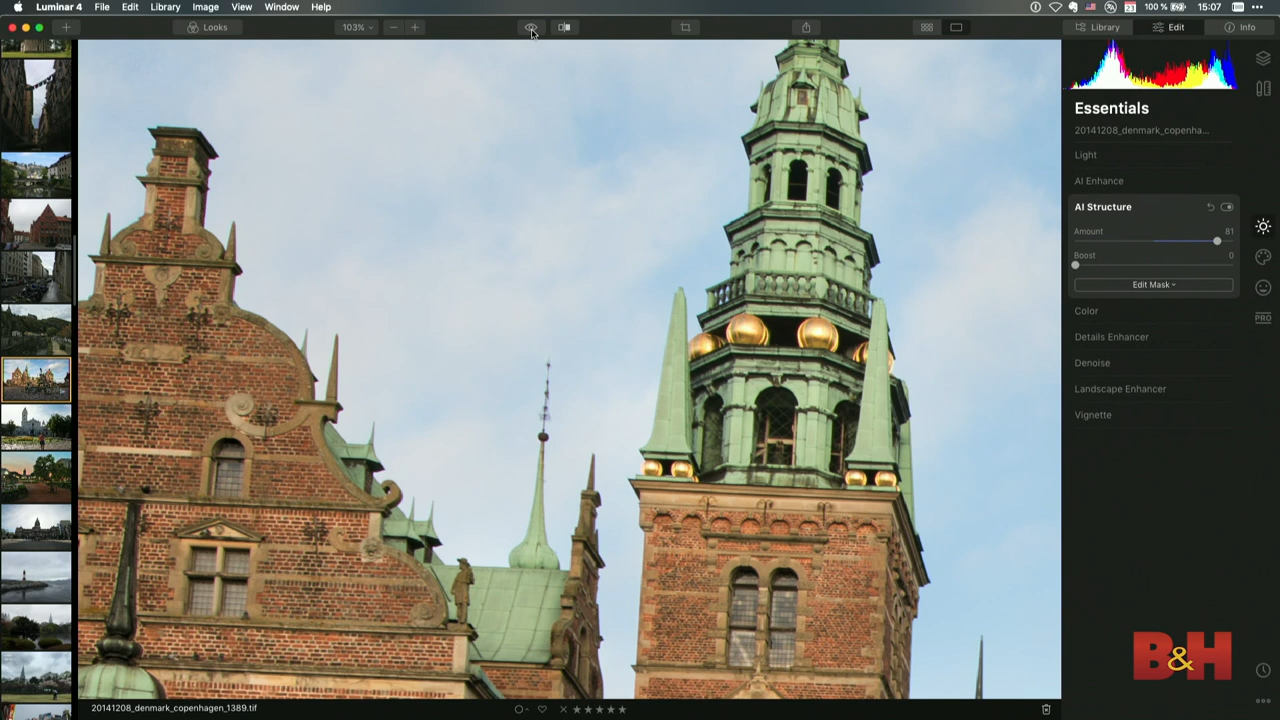 Luminar 4 File Edit Library Image View Window Help 23 100 % 15:07
Looks 103% Library Edit Info
Essentials
20141208_denmark_copenha...
Light
AI Enhance
AI Structure
Amount 81
Boost 0
Edit Mask
Color
PRO
Details Enhancer
Denoise
Landscape Enhancer
Vignette
B&H
20141208_denmark_copenhagen_1389.tif